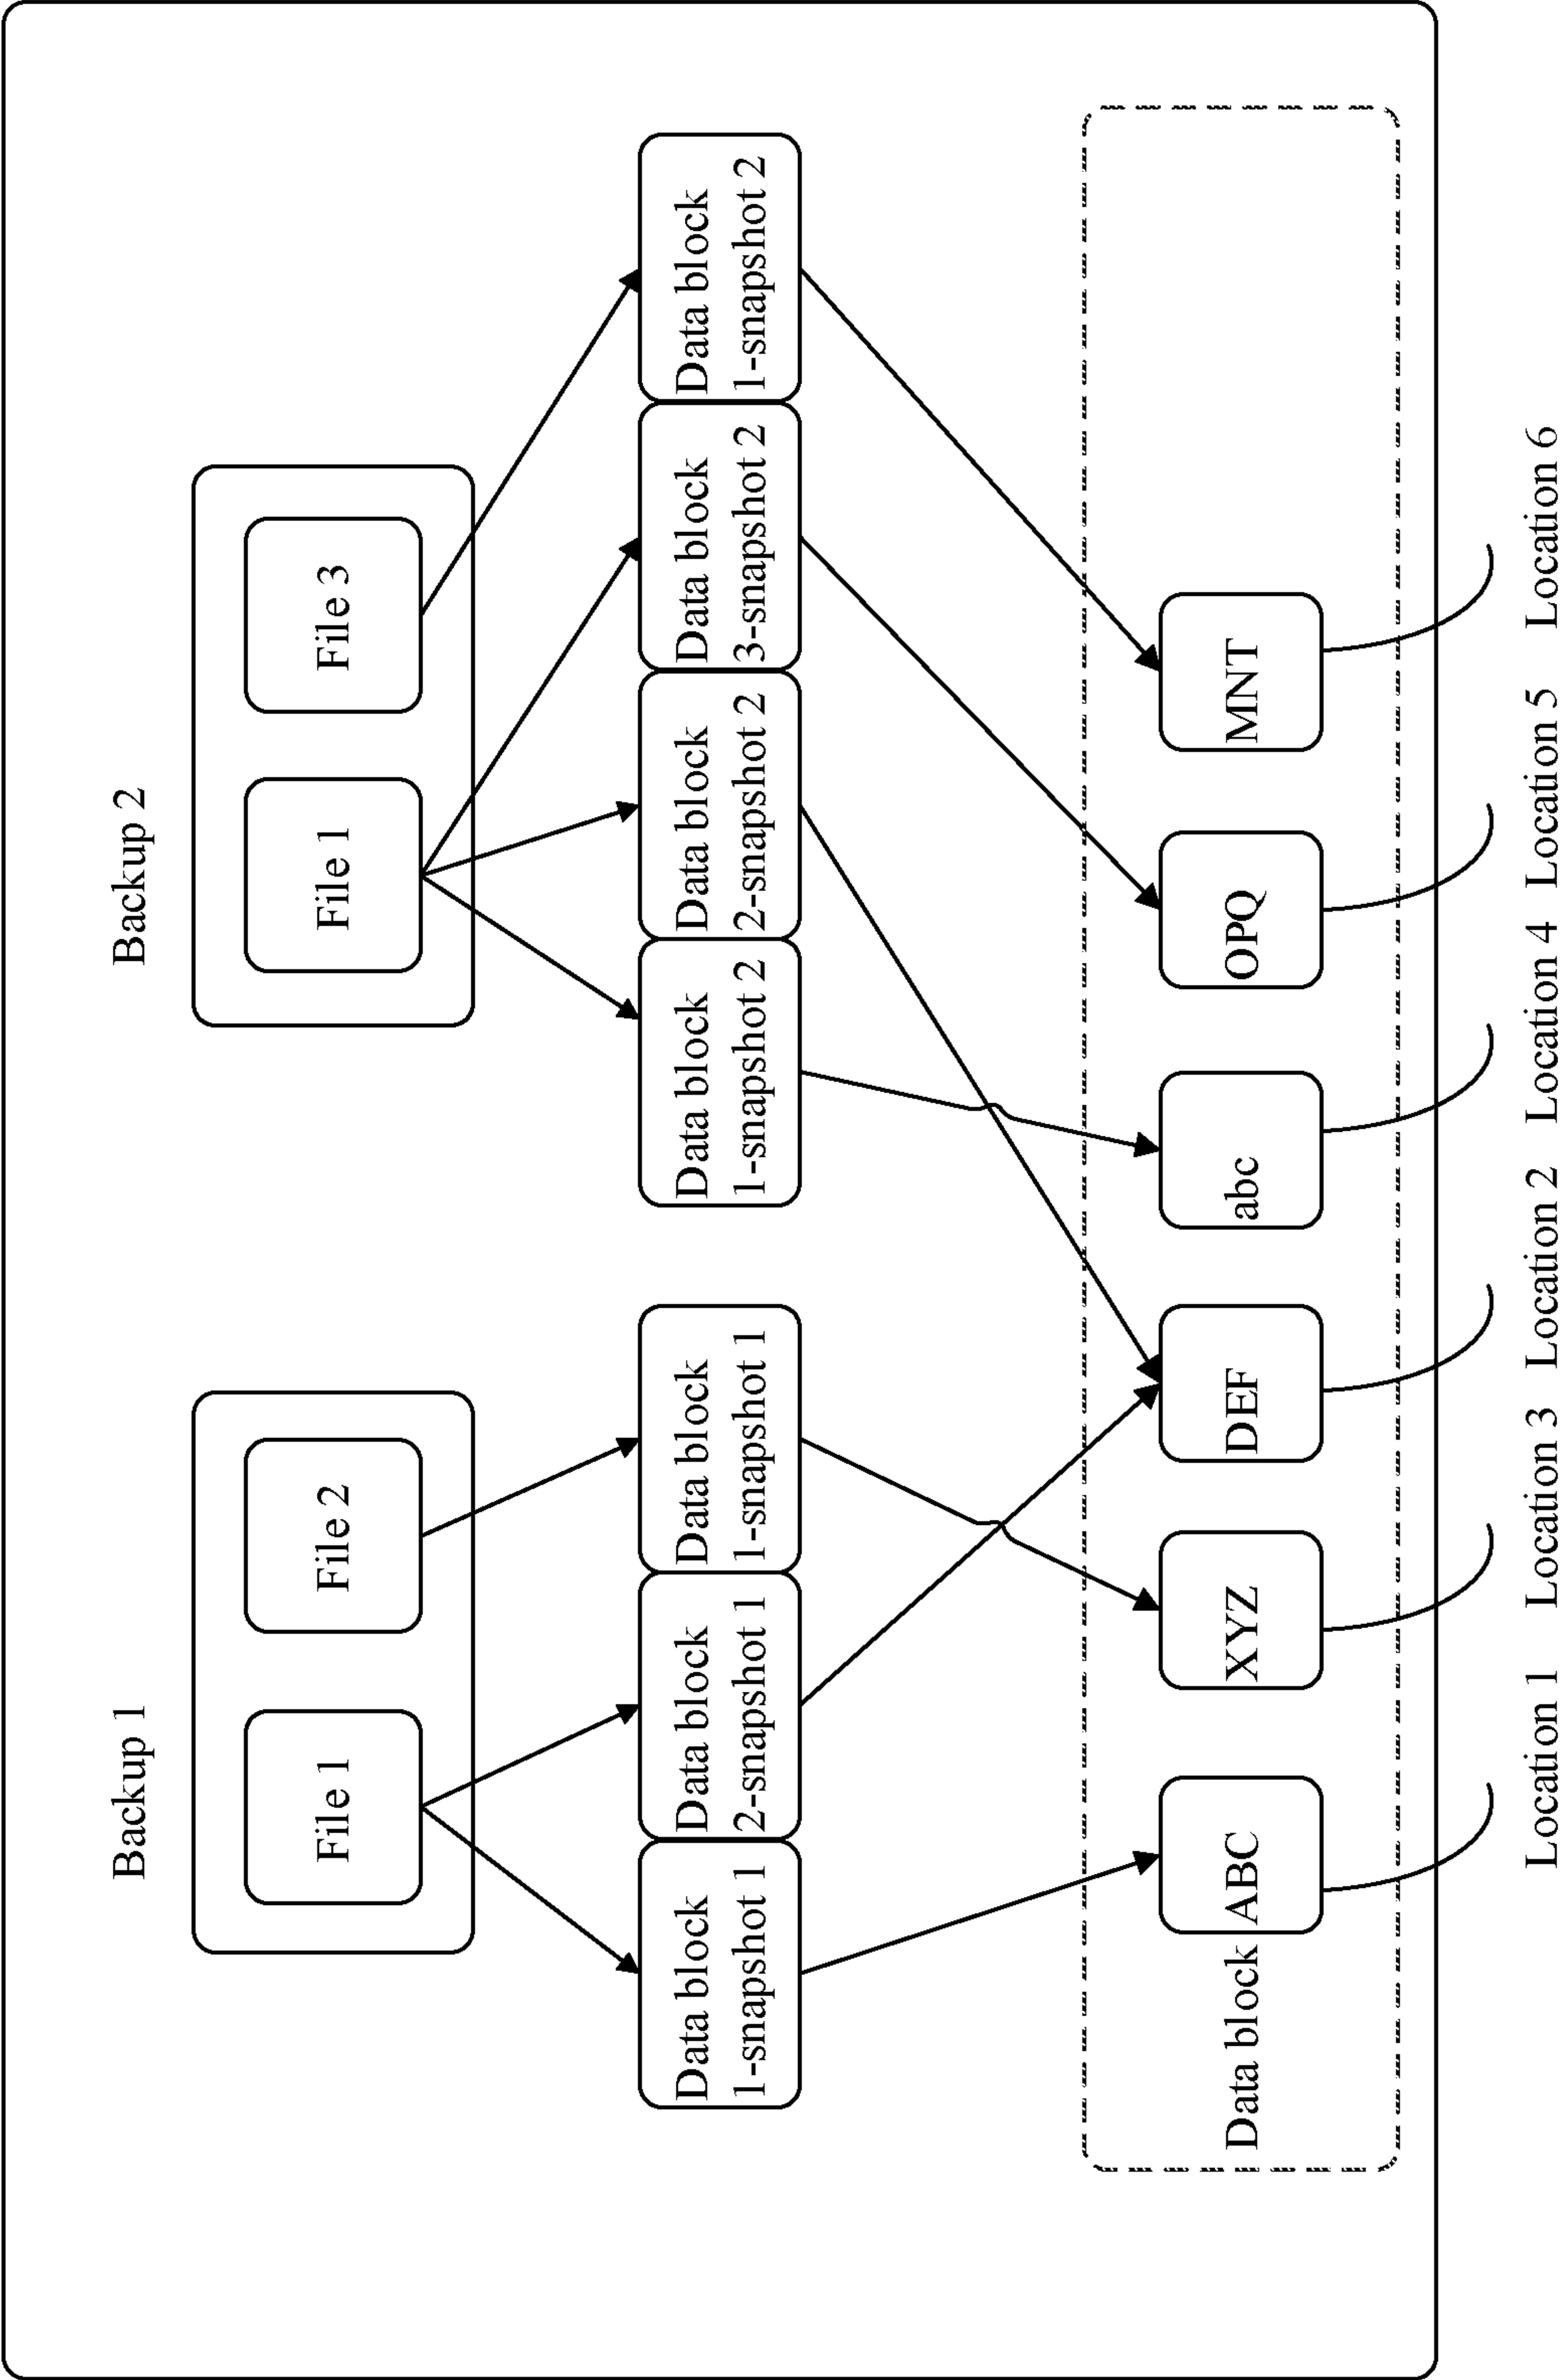 Backup 1
Backup 2
File 1
File 2
File 1
File 3
Data block
1-snapshot 1
Data block
2-snapshot 1
Data block
1-snapshot 1
Data block
1-snapshot 2
Data block
2-snapshot 2
Data block
3-snapshot 2
Data block
1-snapshot 2
Data block
ABC
XYZ
DEF
abc
OPQ
MNT
Location 1
Location 3
Location 2
Location 4
Location 5
Location 6